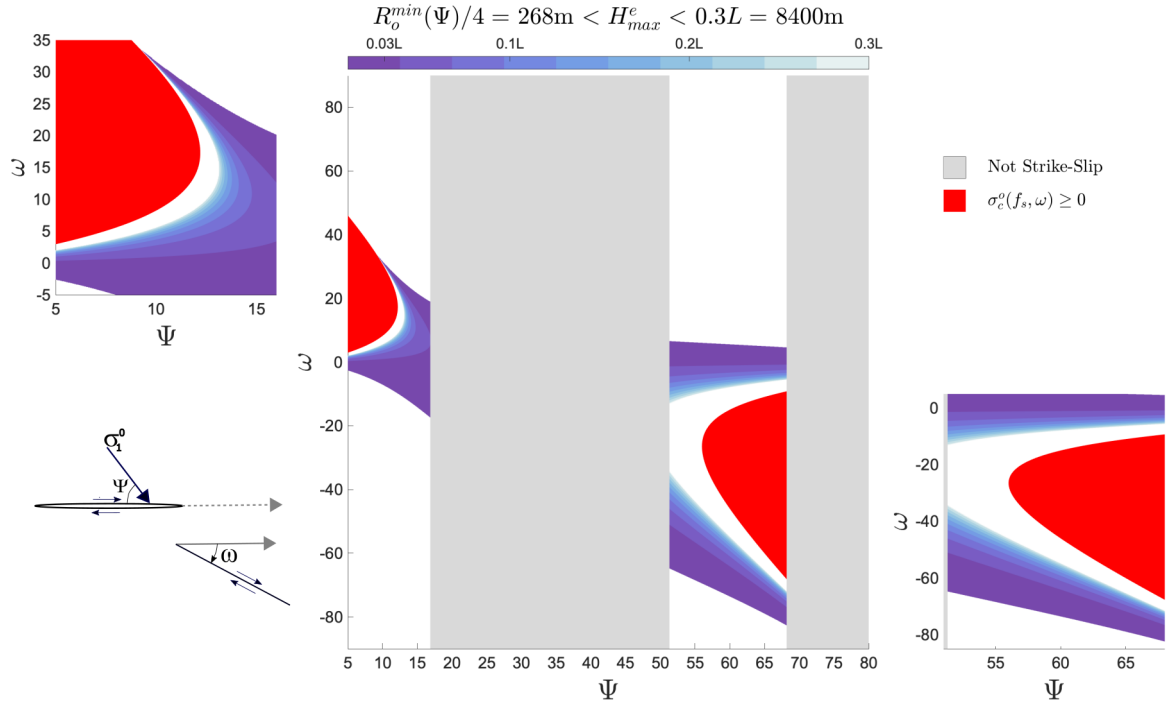 R_o^{min}(Ψ)/4 = 268m < H^e_{max} < 0.3L = 8400m
0.03L 0.1L 0.2L 0.3L
35
30
25
20
15
10
5
0
-5
ω
5 10 15
Ψ
80
60
40
20
0
-20
-40
-60
-80
ω
5 10 15 20 25 30 35 40 45 50 55 60 65 70 75 80
Ψ
Not Strike-Slip
σ_c^o(f_s, ω) ≥ 0
σ_1^0
Ψ
ω
0
-20
-40
-60
-80
ω
55 60 65
Ψ